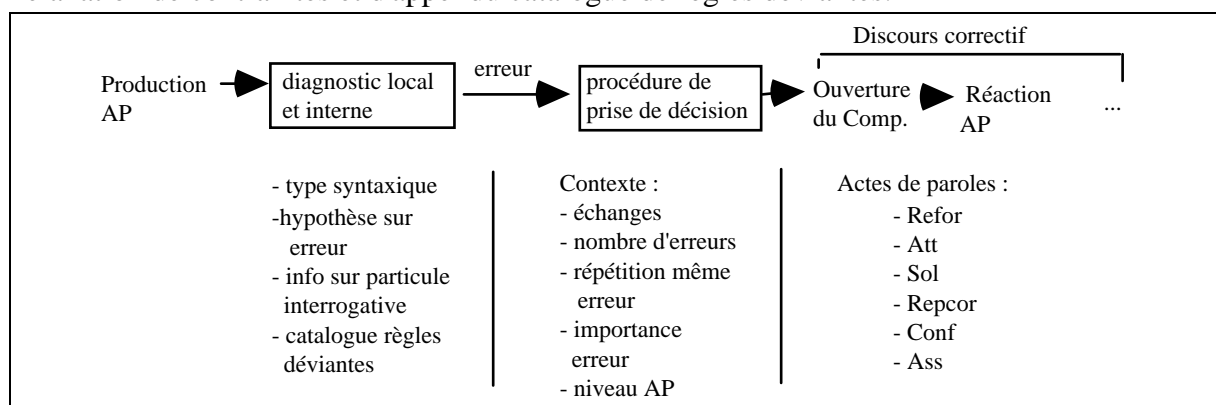 Discours correctif
Production
AP
diagnostic local
et interne
erreur
procédure de
prise de décision
Ouverture
du Comp.
Réaction
AP
...
- type syntaxique
-hypothèse sur
erreur
- info sur particule
interrogative
- catalogue règles
déviantes
Contexte :
- échanges
- nombre d'erreurs
- répétition même
erreur
- importance
erreur
- niveau AP
Actes de paroles :
- Refor
- Att
- Sol
- Repcor
- Conf
- Ass